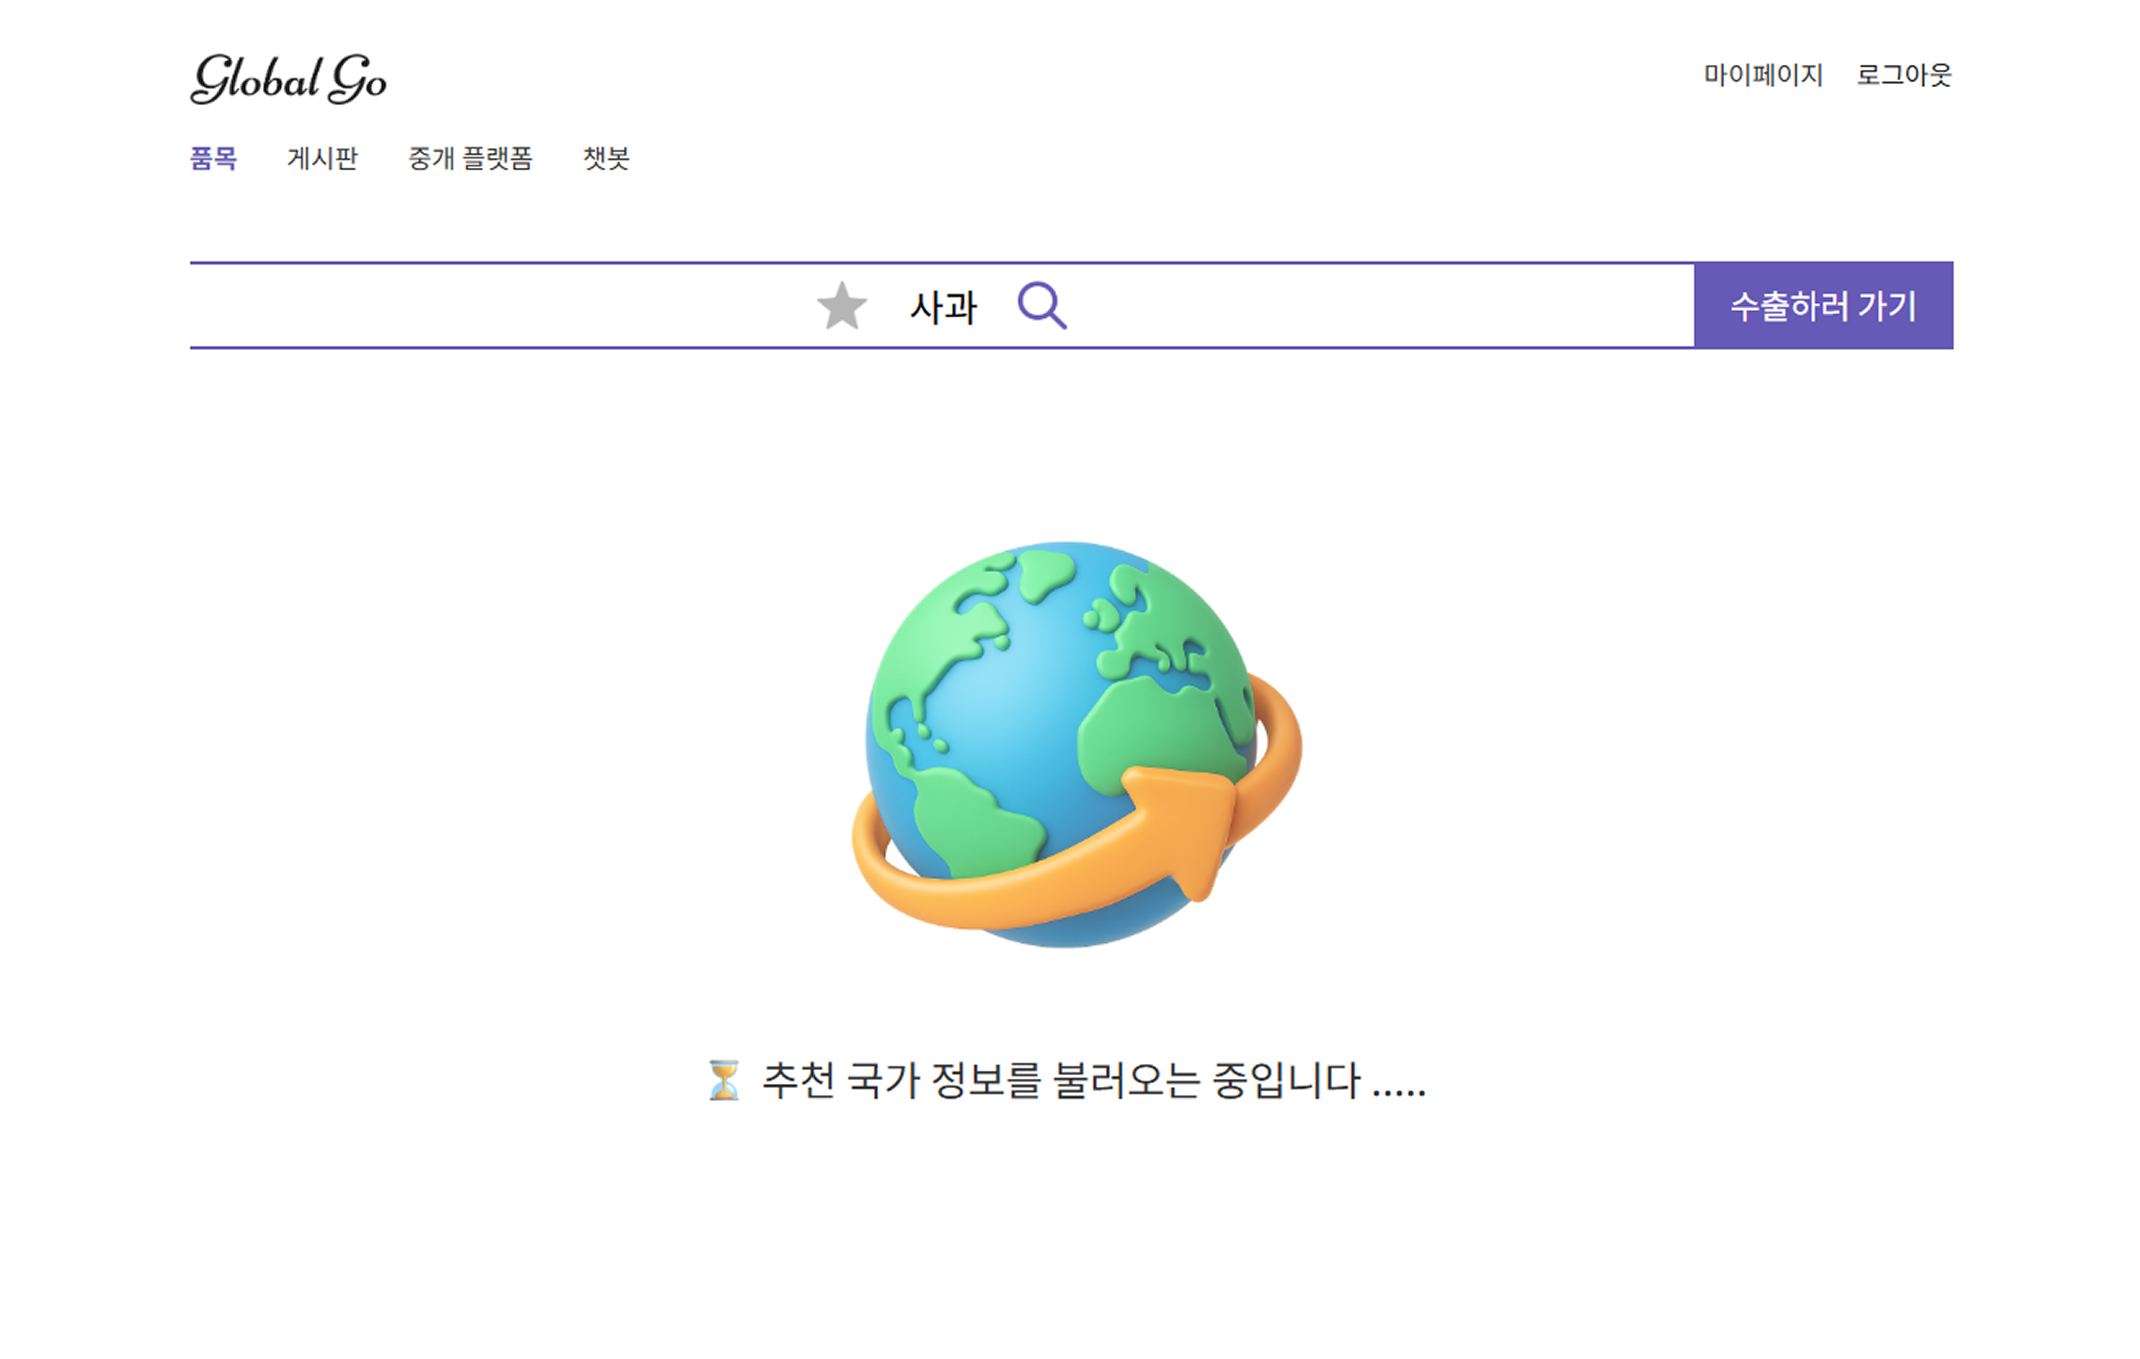 Global Go
마이페이지 로그아웃
품목 게시판 중개 플랫폼 챗봇
사과
수출하러 가기
⏳ 추천 국가 정보를 불러오는 중입니다 .....